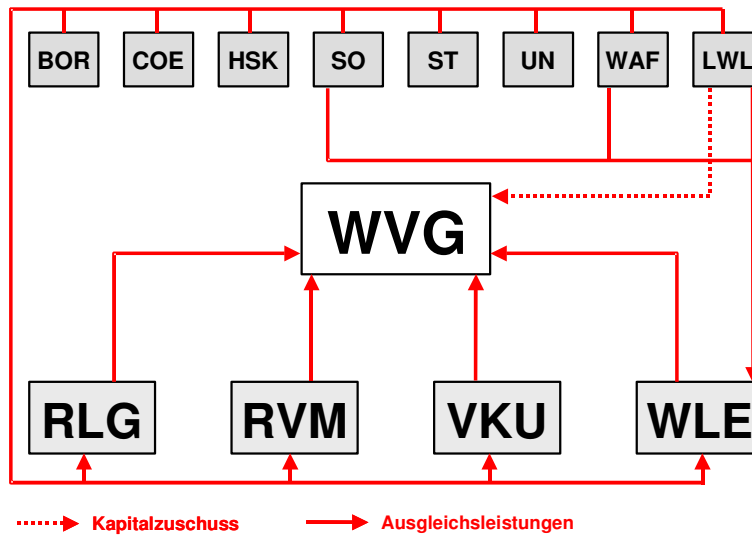 BOR COE HSK SO ST UN WAF LWL
WVG
RLG RVM VKU WLE
Kapitalzuschuss Ausgleichsleistungen